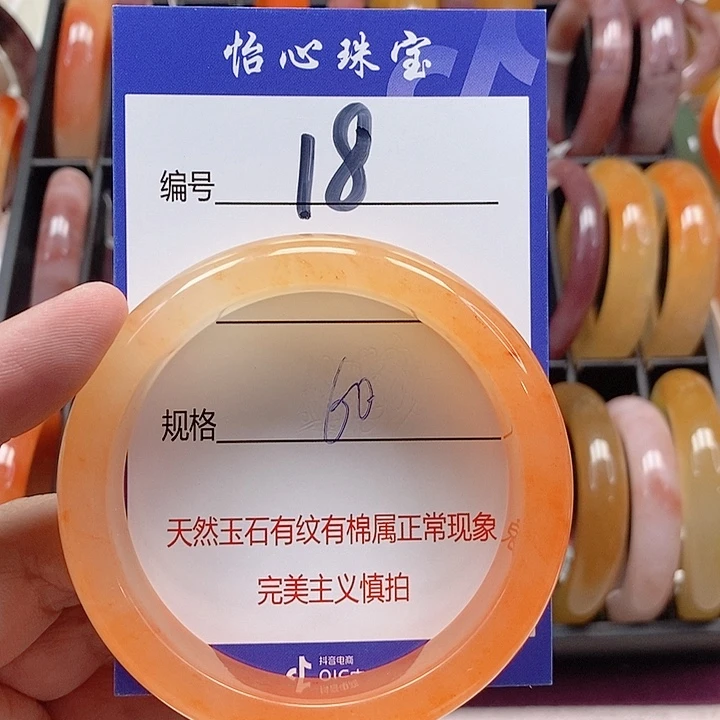 怡心珠宝
编号 18
规格 60
天然玉石有纹有棉属正常现象
完美主义慎拍
抖音电商